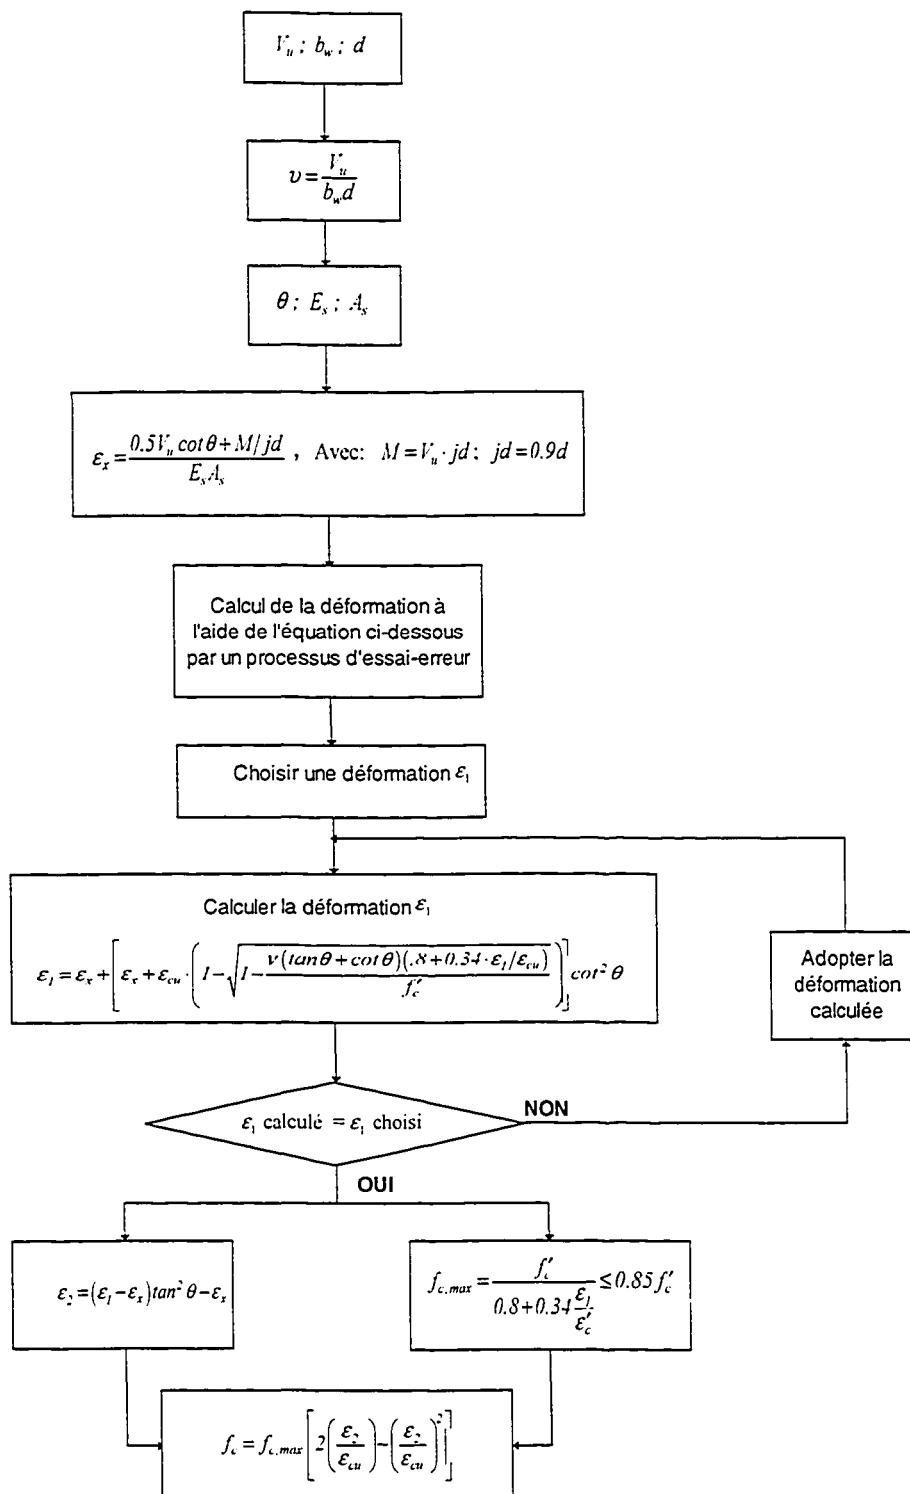 V_u ; b_w ; d
υ = V_u / b_w d
θ ; E_s ; A_s
ε_x = (0.5V_u cot θ + M / jd) / E_s A_s , Avec: M = V_u · jd ; jd = 0.9d
Calcul de la déformation à
l'aide de l'équation ci-dessous
par un processus d'essai-erreur
Choisir une déformation ε_1
Calculer la déformation ε_1
ε_1 = ε_x + [ε_x + ε_cu · (1 - √(1 - v(tan θ + cot θ)(.8 + 0.34 · ε_1/ε_cu) / f'_c))] cot² θ
Adopter la
déformation
calculée
ε_1 calculé = ε_1 choisi
NON
OUI
ε_2 = (ε_1 - ε_x) tan² θ - ε_x
f_c,max = f'_c / (0.8 + 0.34 ε_1/ε'_c) ≤ 0.85 f'_c
f_c = f_c,max [2(ε_2/ε_cu) - (ε_2/ε_cu)²]